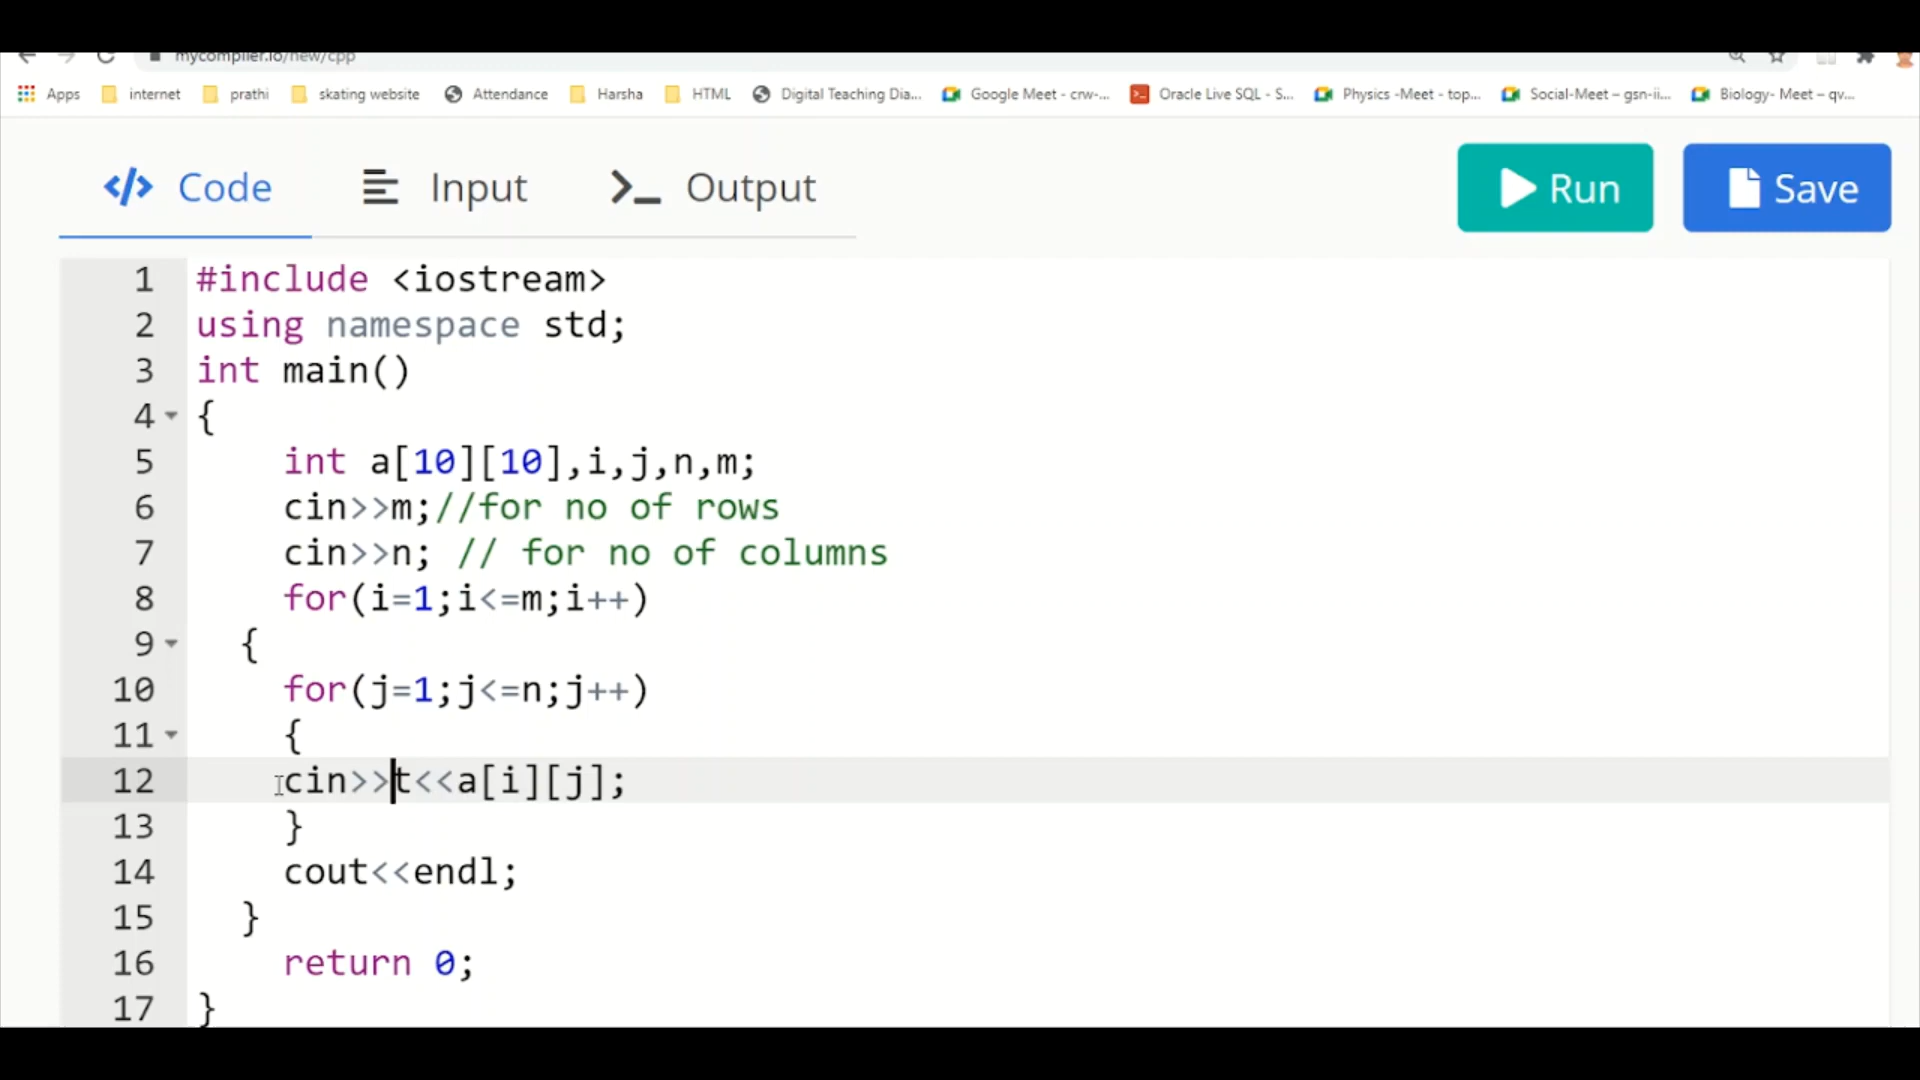 mycompiler.io/new/cpp
Apps internet prathi skating website Attendance Harsha HTML Digital Teaching Dia... Google Meet - crw-... Oracle Live SQL - S... Physics -Meet - top... Social-Meet – gsn-ii... Biology- Meet – qv...
</> Code Input >_ Output Run Save
1 #include <iostream>
2 using namespace std;
3 int main()
4 {
5 int a[10][10],i,j,n,m;
6 cin>>m;//for no of rows
7 cin>>n; // for no of columns
8 for(i=1;i<=m;i++)
9 {
10 for(j=1;j<=n;j++)
11 {
12 cin>>t<<a[i][j];
13 }
14 cout<<endl;
15 }
16 return 0;
17 }